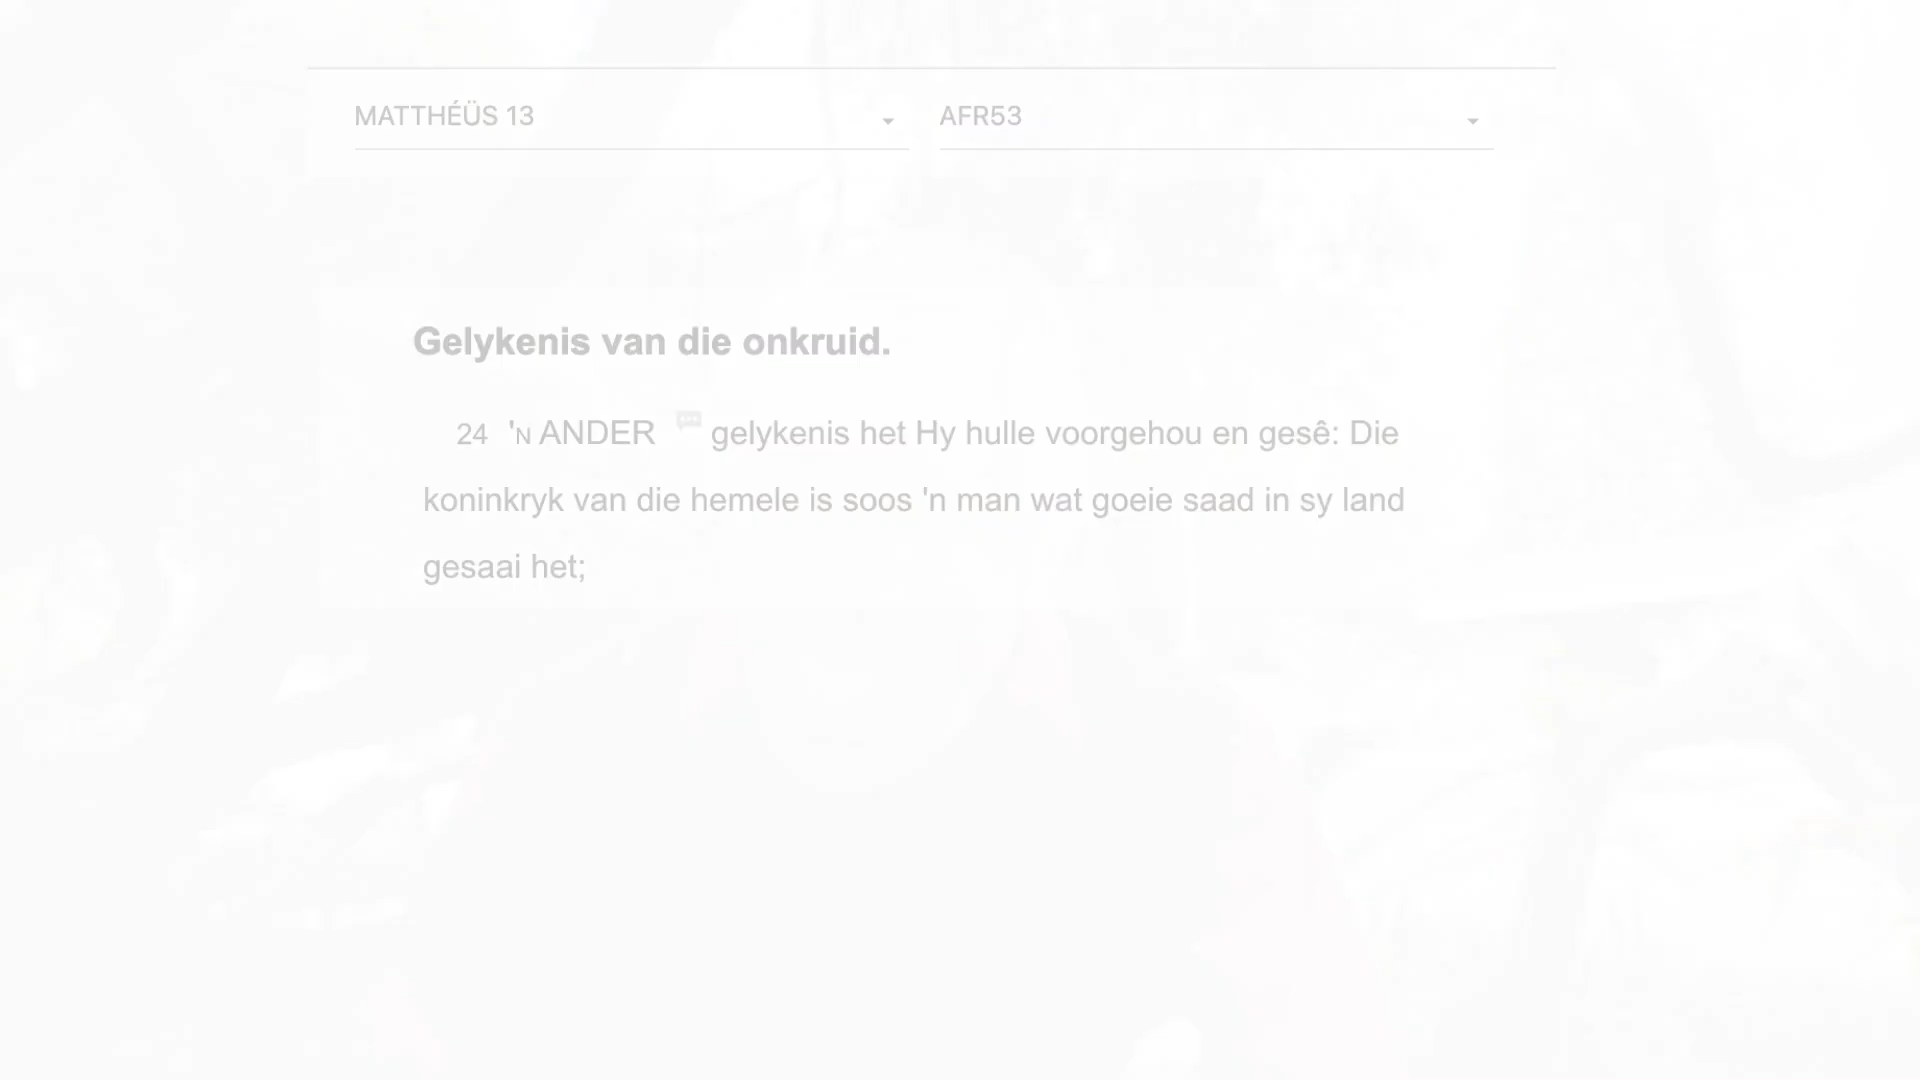 MATTHÉÜS 13 AFR53
Gelykenis van die onkruid.
24 'N ANDER gelykenis het Hy hulle voorgehou en gesê: Die
koninkryk van die hemele is soos 'n man wat goeie saad in sy land
gesaai het;